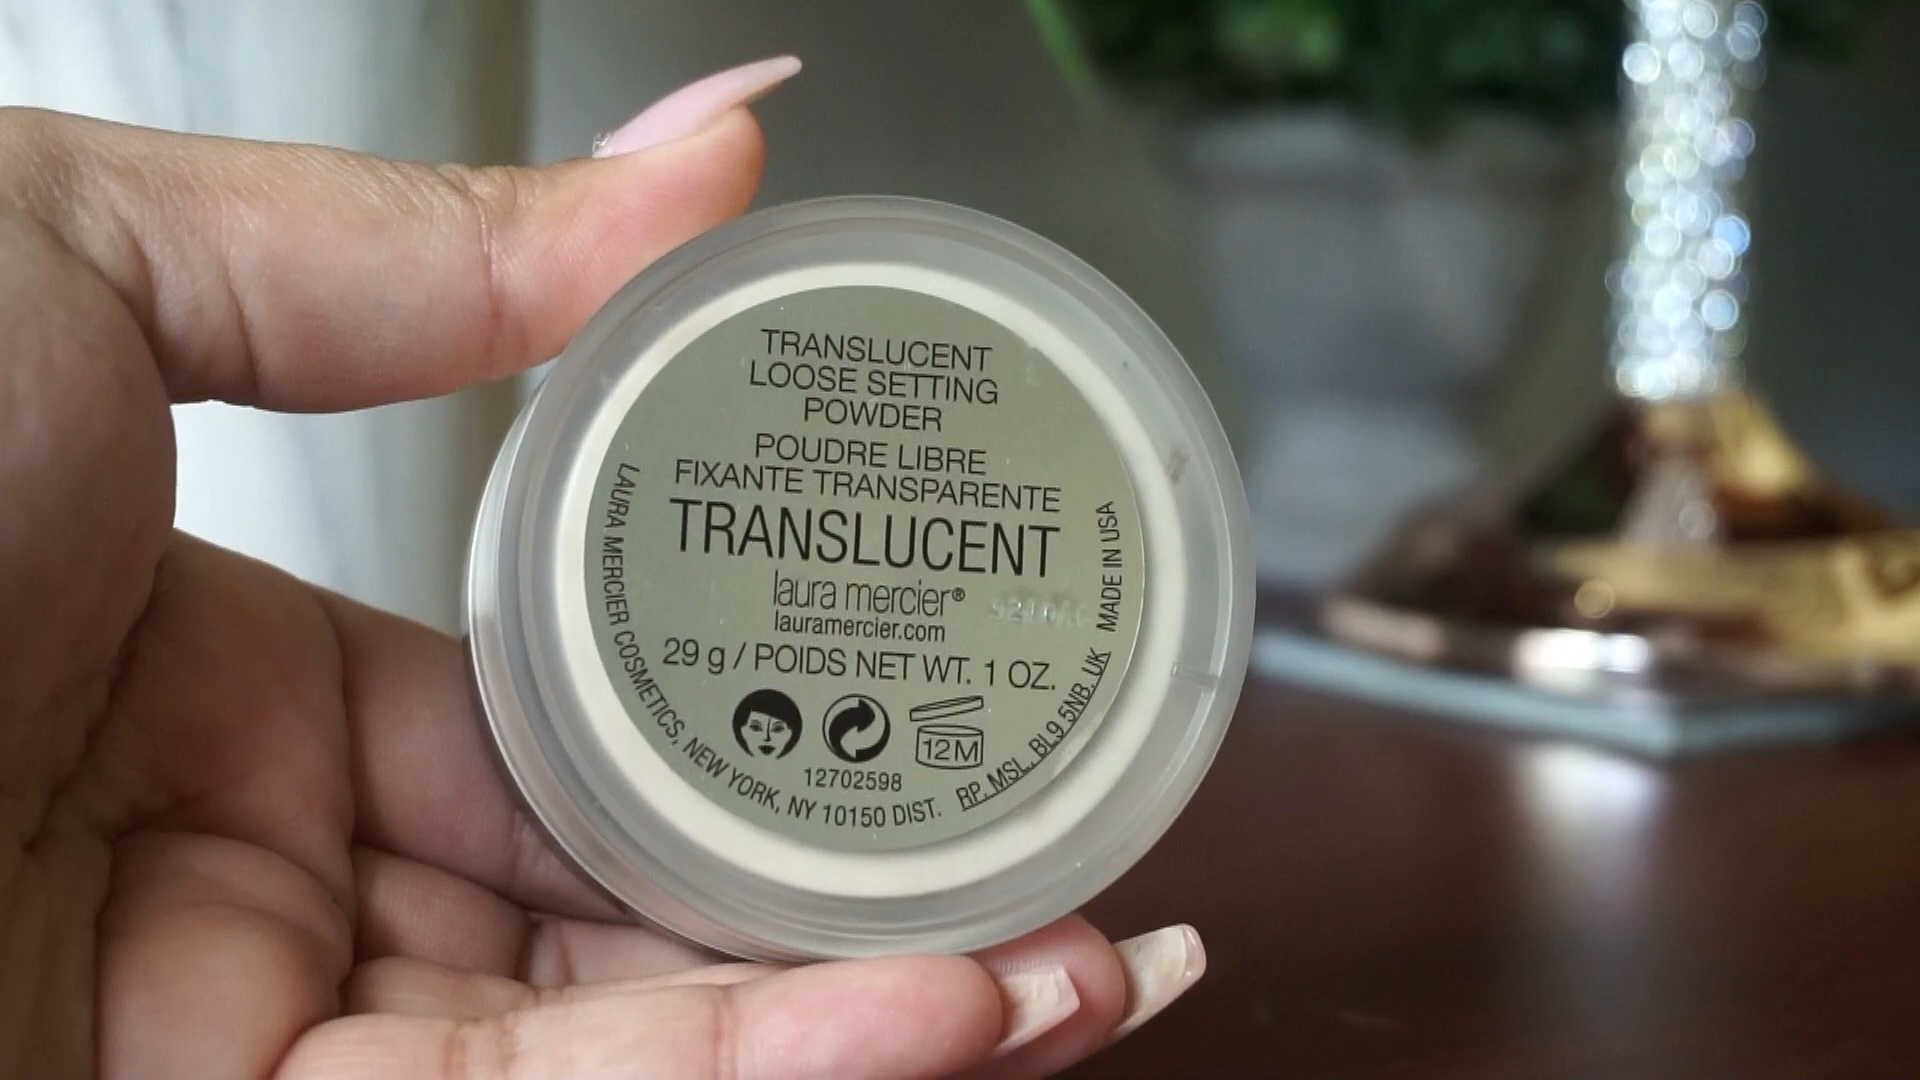 TRANSLUCENT
LOOSE SETTING
POWDER
POUDRE LIBRE
FIXANTE TRANSPARENTE
TRANSLUCENT
laura mercier®
lauramercier.com
29 g / POIDS NET WT. 1 OZ.
12M
12702598
LAURA MERCIER COSMETICS, NEW YORK, NY 10150 DIST.
RP. MSL. BL9 5NB. UK
MADE IN USA